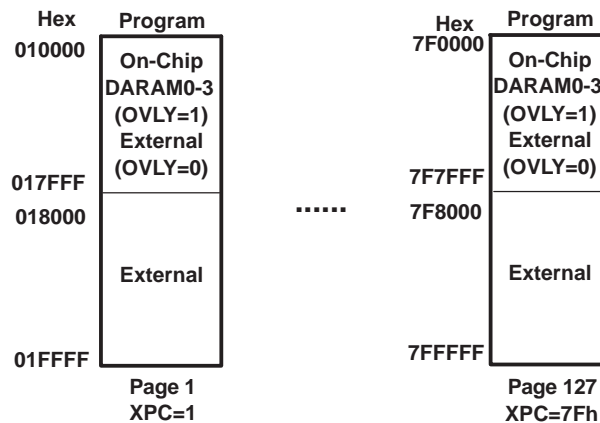 Hex
Program
010000
On-Chip
DARAM0-3
(OVLY=1)
External
(OVLY=0)
017FFF
018000
External
01FFFF
Page 1
XPC=1
......
Hex
Program
7F0000
On-Chip
DARAM0-3
(OVLY=1)
External
(OVLY=0)
7F7FFF
7F8000
External
7FFFFF
Page 127
XPC=7Fh